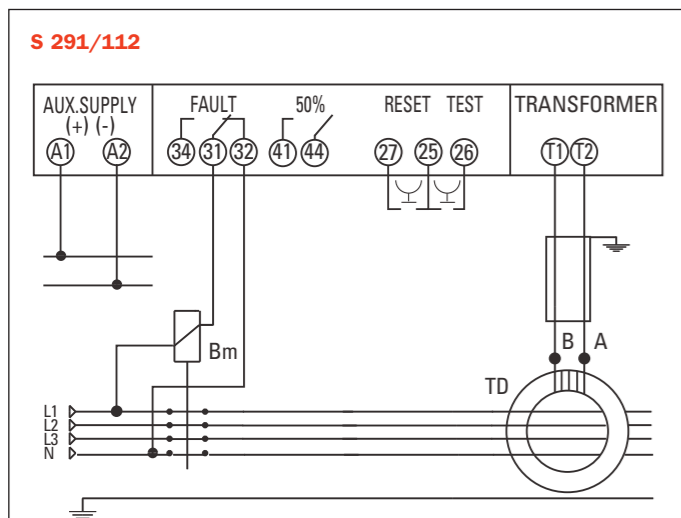 S 291/112
AUX.SUPPLY FAULT 50% RESET TEST TRANSFORMER
(+) (-)
A1 A2 34 31 32 41 44 27 25 26 T1 T2
Bm B A
TD
L1
L2
L3
N